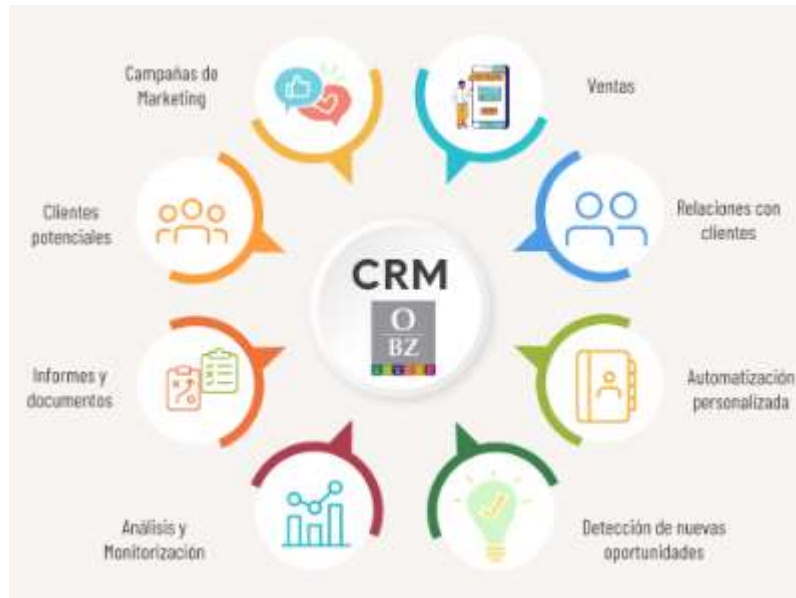 Campañas de
Marketing
Ventas
Clientes
potenciales
Relaciones con
clientes
CRM
O
BZ
Informes y
documentos
Automatización
personalizada
Análisis y
Monitorización
Detección de nuevas
oportunidades